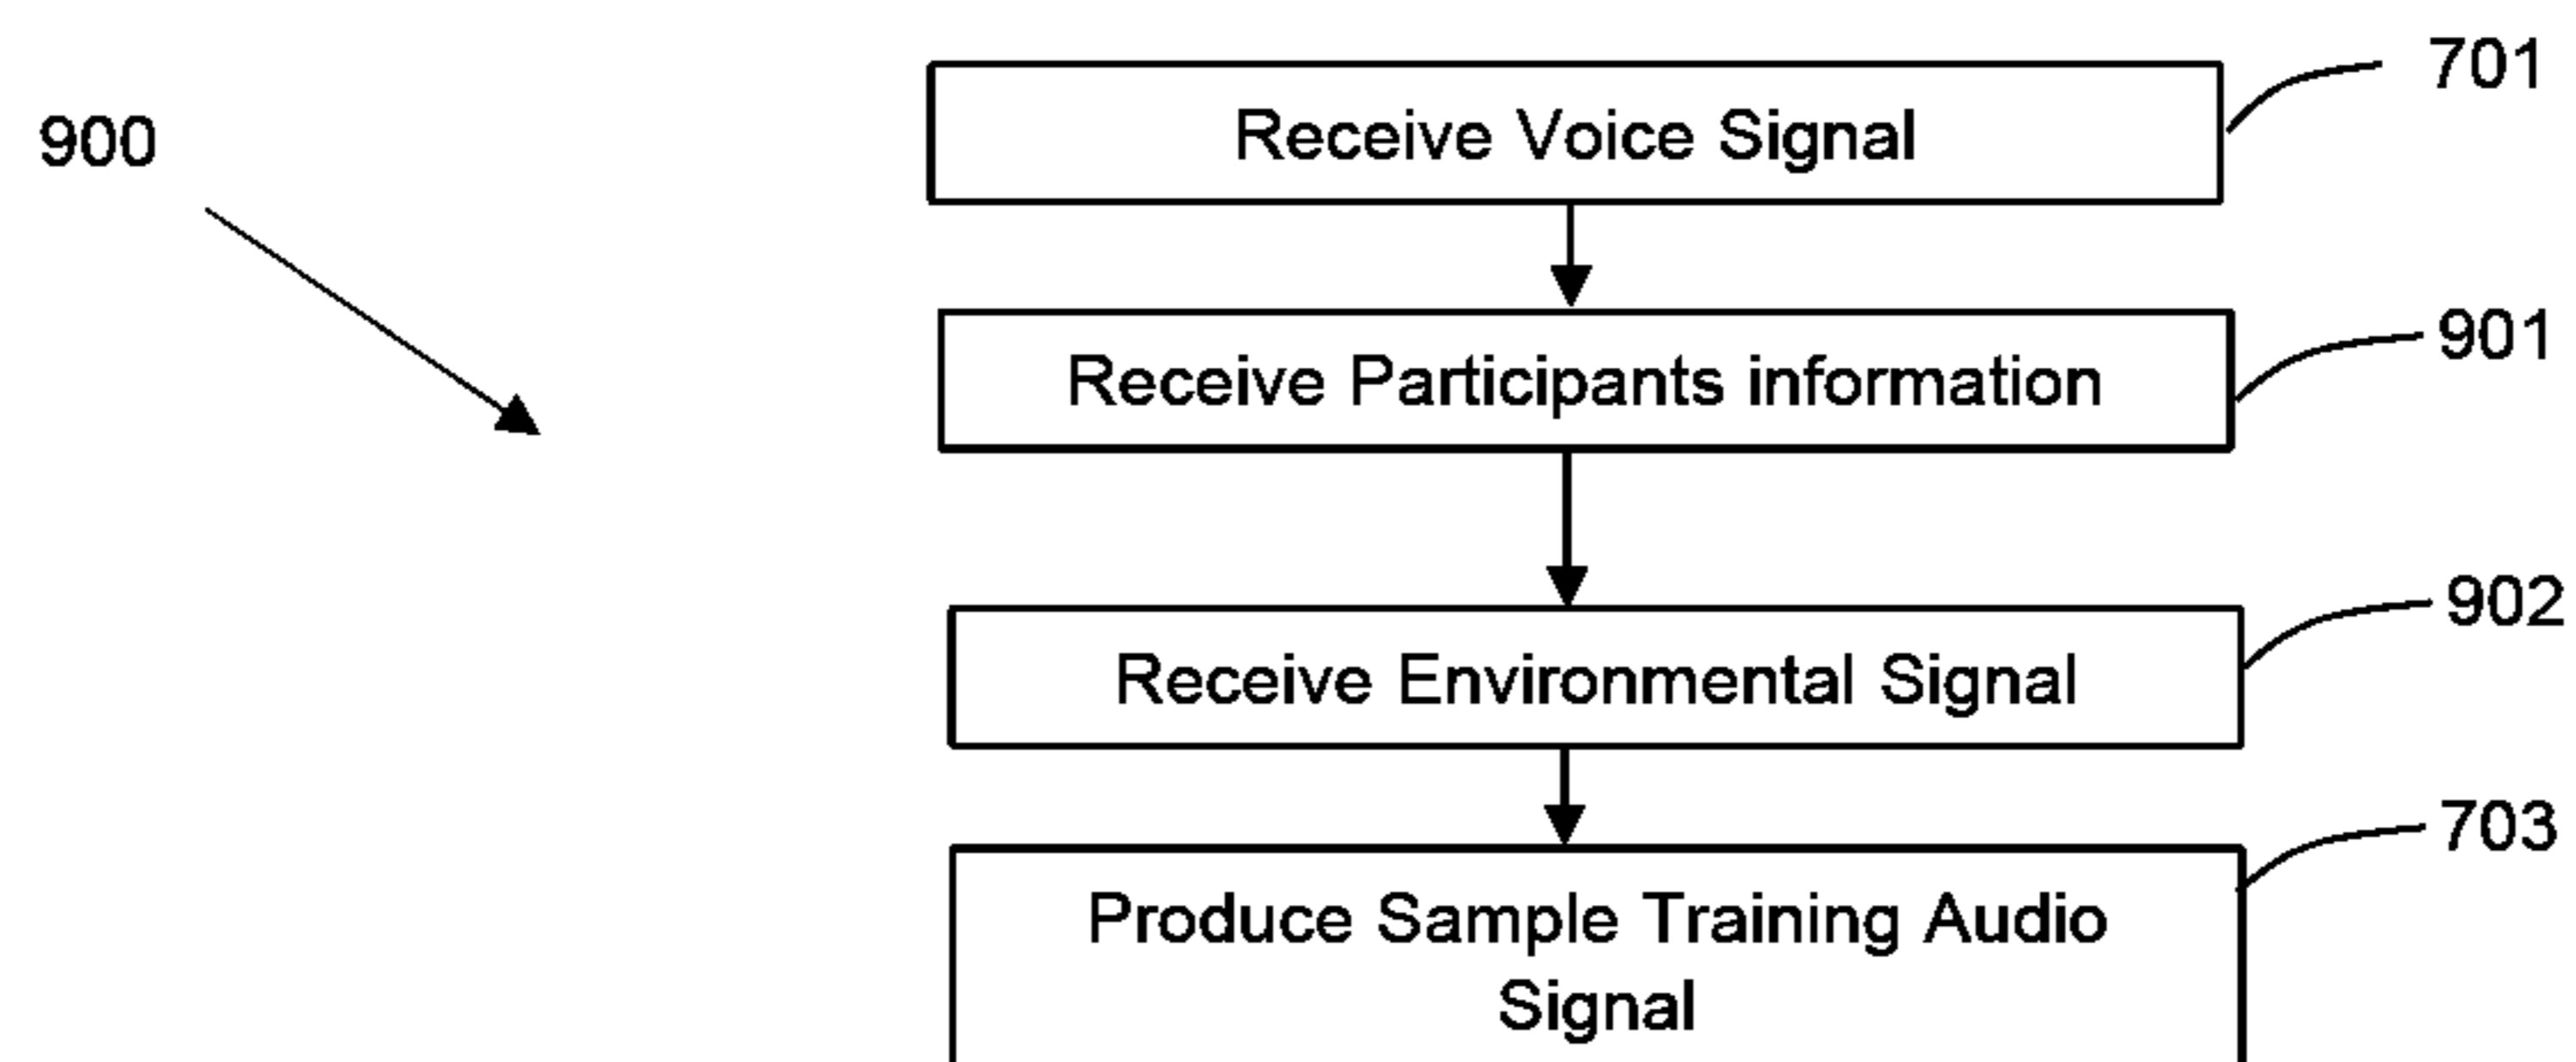 701
900
Receive Voice Signal
901
Receive Participants information
902
Receive Environmental Signal
703
Produce Sample Training Audio
Signal